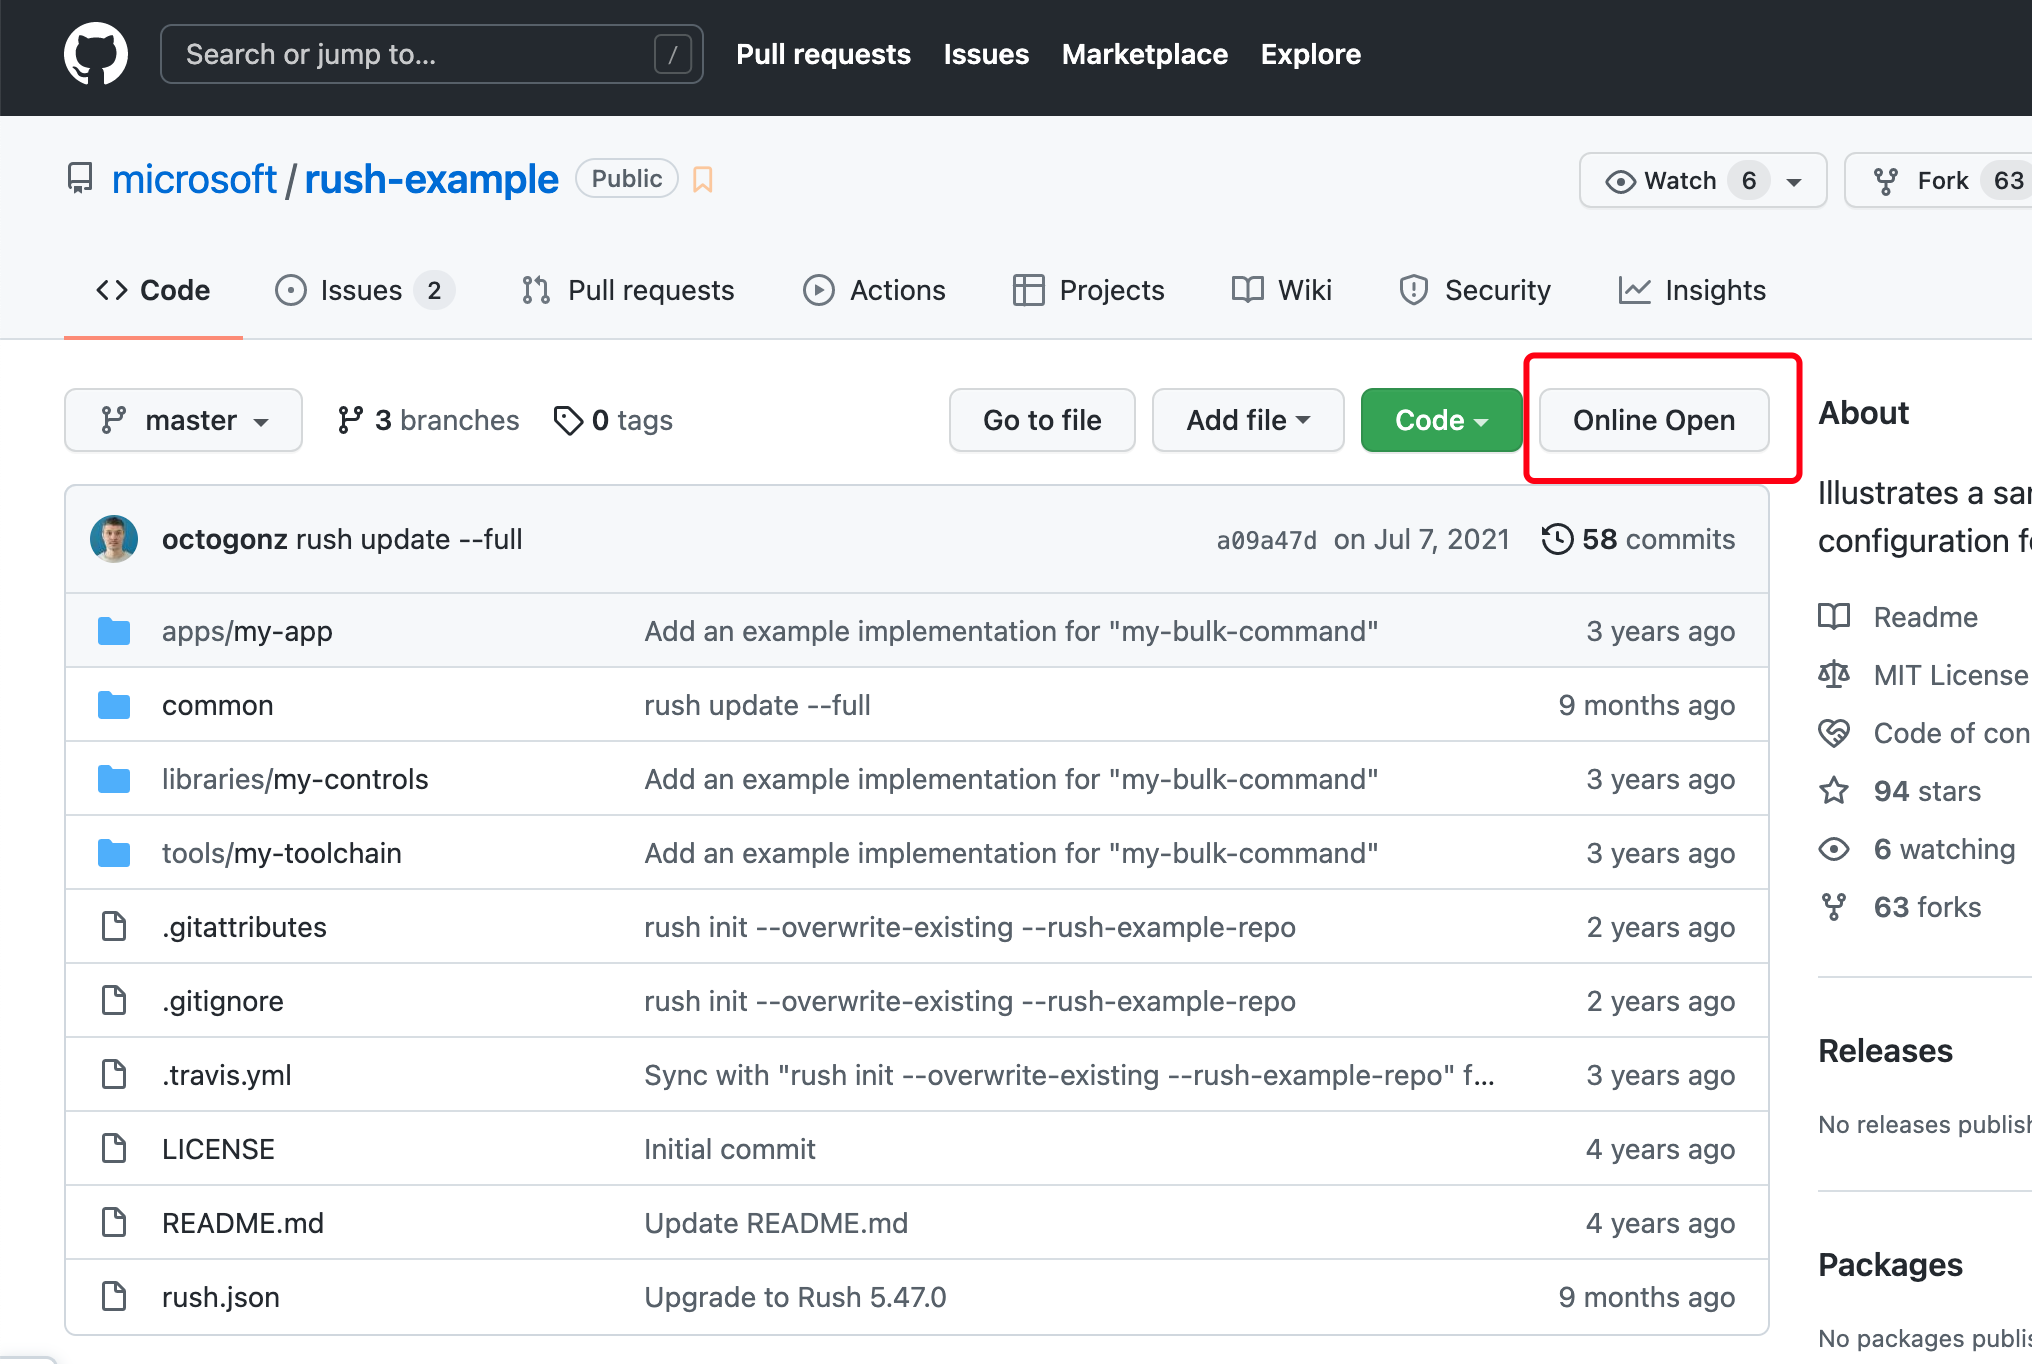 Search or jump to... /
Pull requests Issues Marketplace Explore
microsoft / rush-example Public
Watch 6
Fork 63
Code Issues 2 Pull requests Actions Projects Wiki Security Insights
master 3 branches 0 tags
Go to file Add file Code Online Open
octogonz rush update --full a09a47d on Jul 7, 2021 58 commits
apps/my-app Add an example implementation for "my-bulk-command" 3 years ago
common rush update --full 9 months ago
libraries/my-controls Add an example implementation for "my-bulk-command" 3 years ago
tools/my-toolchain Add an example implementation for "my-bulk-command" 3 years ago
.gitattributes rush init --overwrite-existing --rush-example-repo 2 years ago
.gitignore rush init --overwrite-existing --rush-example-repo 2 years ago
.travis.yml Sync with "rush init --overwrite-existing --rush-example-repo" f... 3 years ago
LICENSE Initial commit 4 years ago
README.md Update README.md 4 years ago
rush.json Upgrade to Rush 5.47.0 9 months ago
About
Illustrates a
configuration
Readme
MIT License
Code of
94 stars
6 watching
63 forks
Releases
No releases
Packages
No packages